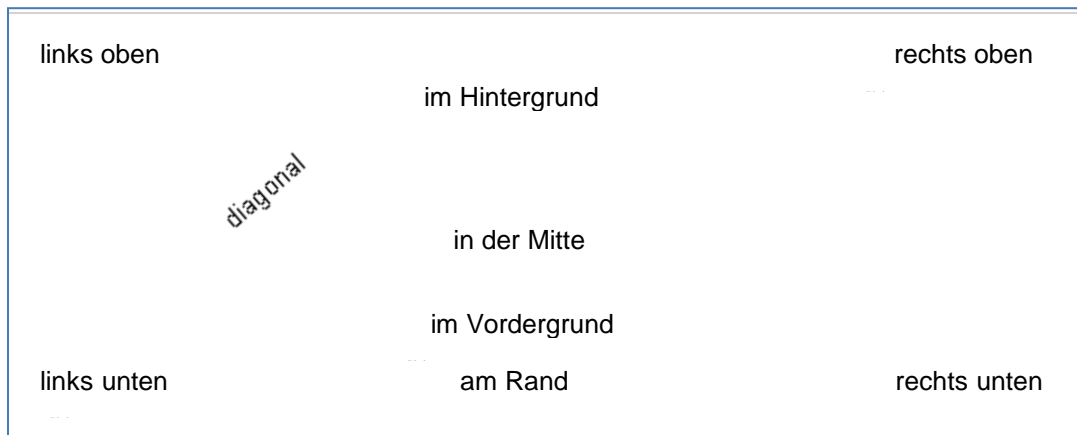 links oben rechts oben
im Hintergrund
diagonal
in der Mitte
im Vordergrund
links unten am Rand rechts unten